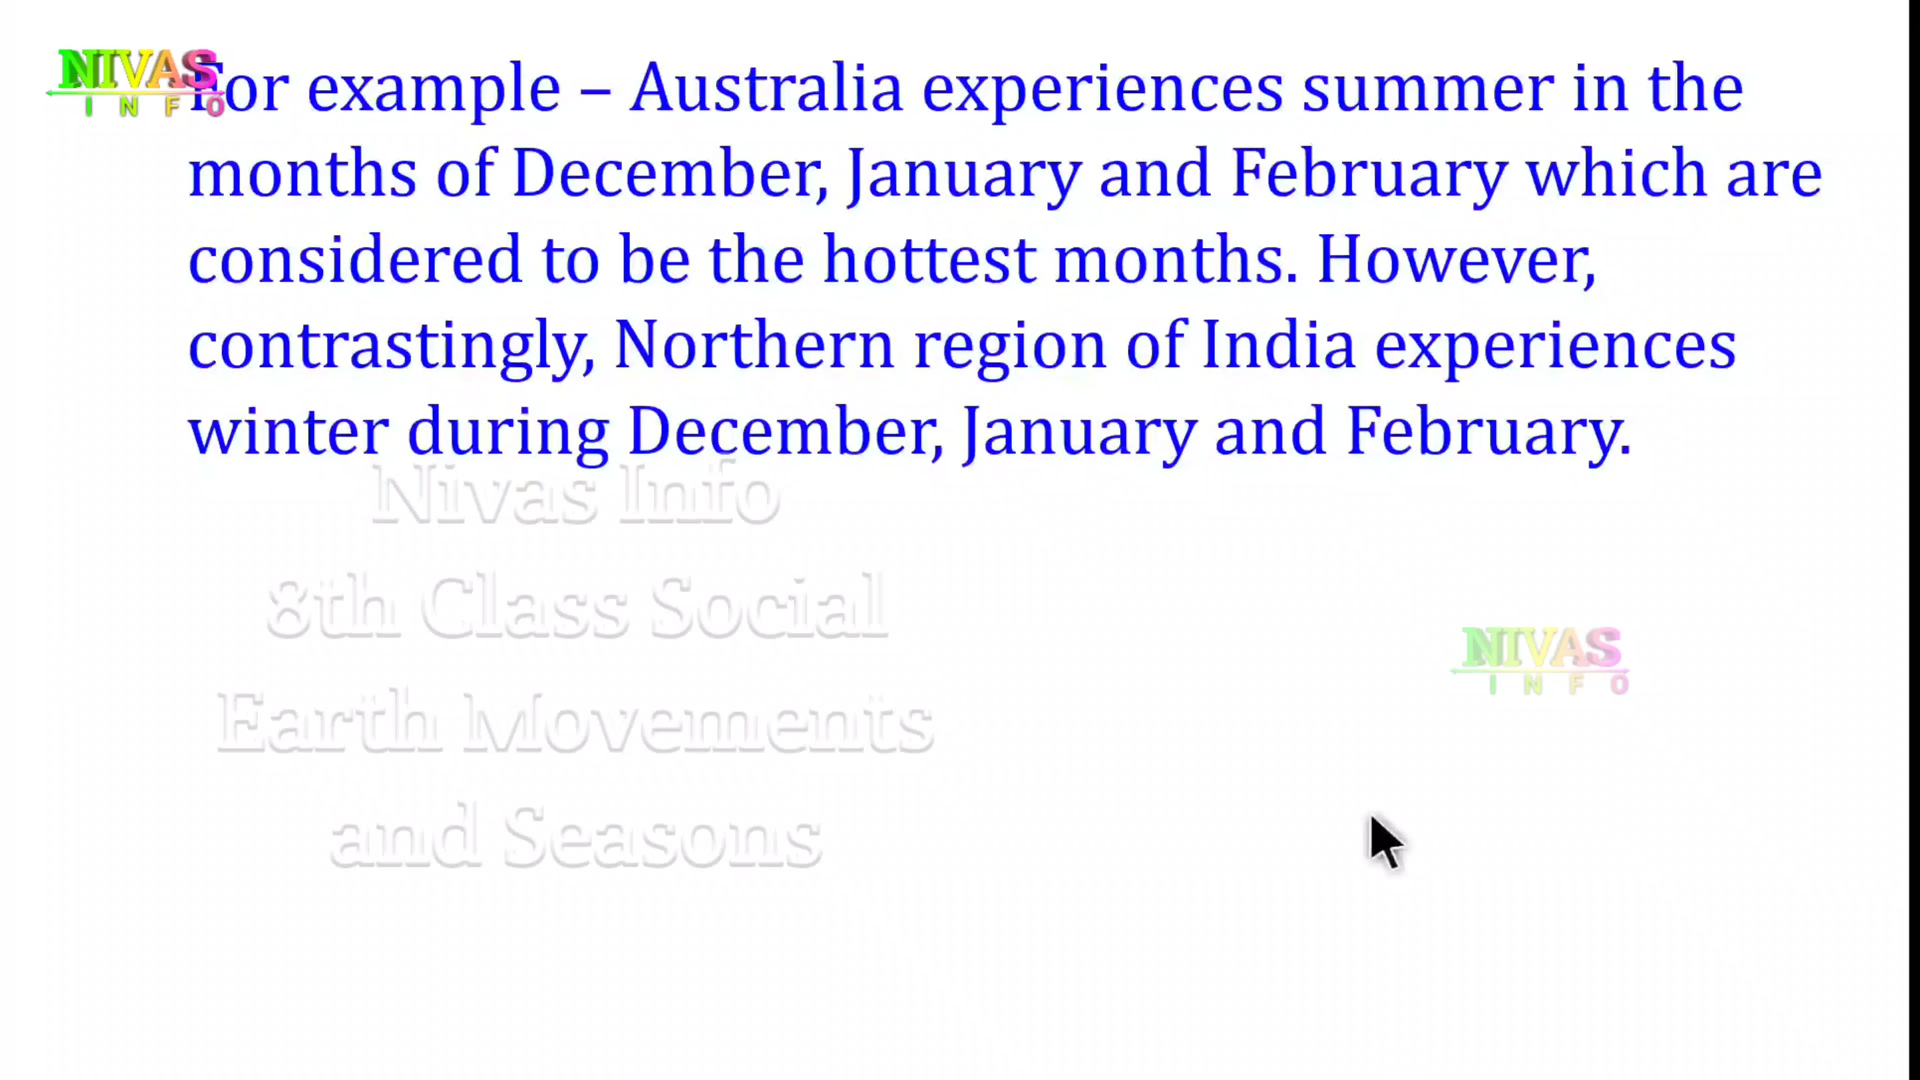 NIVAS
INFO
For example – Australia experiences summer in the
months of December, January and February which are
considered to be the hottest months. However,
contrastingly, Northern region of India experiences
winter during December, January and February.
Nivas Info
8th Class Social
Earth Movements
and Seasons
NIVAS
INFO